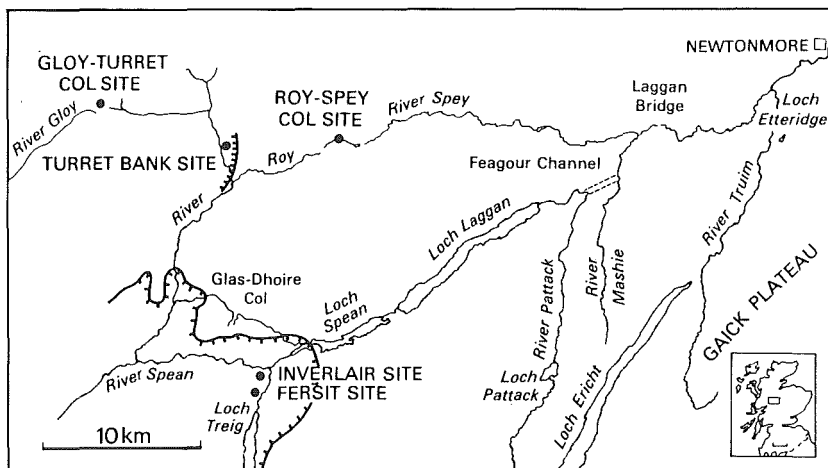 NEWTONMORE
GLOY-TURRET
COL SITE
ROY-SPEY
COL SITE
River Spey
Laggan
Bridge
Loch
Etteridge
River Gloy
TURRET BANK SITE
Roy
Feagour Channel
River
Loch Laggan
River Truim
Glas-Dhoire
Col
Loch
Spean
River Pattack
River
Mashie
GAICK PLATEAU
River Spean
INVERLAIR SITE
FERSIT SITE
Loch
Treig
Loch
Pattack
Loch Ericht
10km